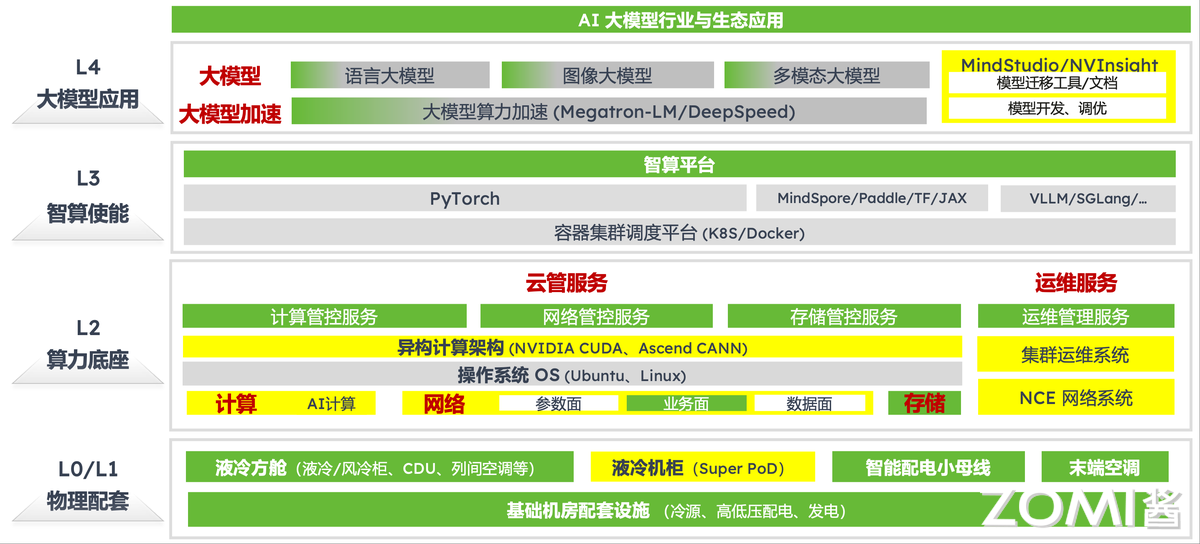 AI 大模型行业与生态应用
L4
大模型应用
大模型
语言大模型
图像大模型
多模态大模型
大模型加速
大模型算力加速 (Megatron-LM/DeepSpeed)
MindStudio/NVInsight
模型迁移工具/文档
模型开发、调优
L3
智算使能
智算平台
PyTorch
MindSpore/Paddle/TF/JAX
VLLM/SGLang/...
容器集群调度平台 (K8S/Docker)
L2
算力底座
云管服务
计算管控服务
网络管控服务
存储管控服务
异构计算架构 (NVIDIA CUDA、Ascend CANN)
操作系统 OS (Ubuntu、Linux)
计算
AI计算
网络
参数面
业务面
数据面
存储
运维服务
运维管理服务
集群运维系统
NCE 网络系统
L0/L1
物理配套
液冷方舱（液冷/风冷柜、CDU、列间空调等）
液冷机柜（Super PoD）
智能配电小母线
末端空调
基础机房配套设施 （冷源、高低压配电、发电）
ZOMI酱